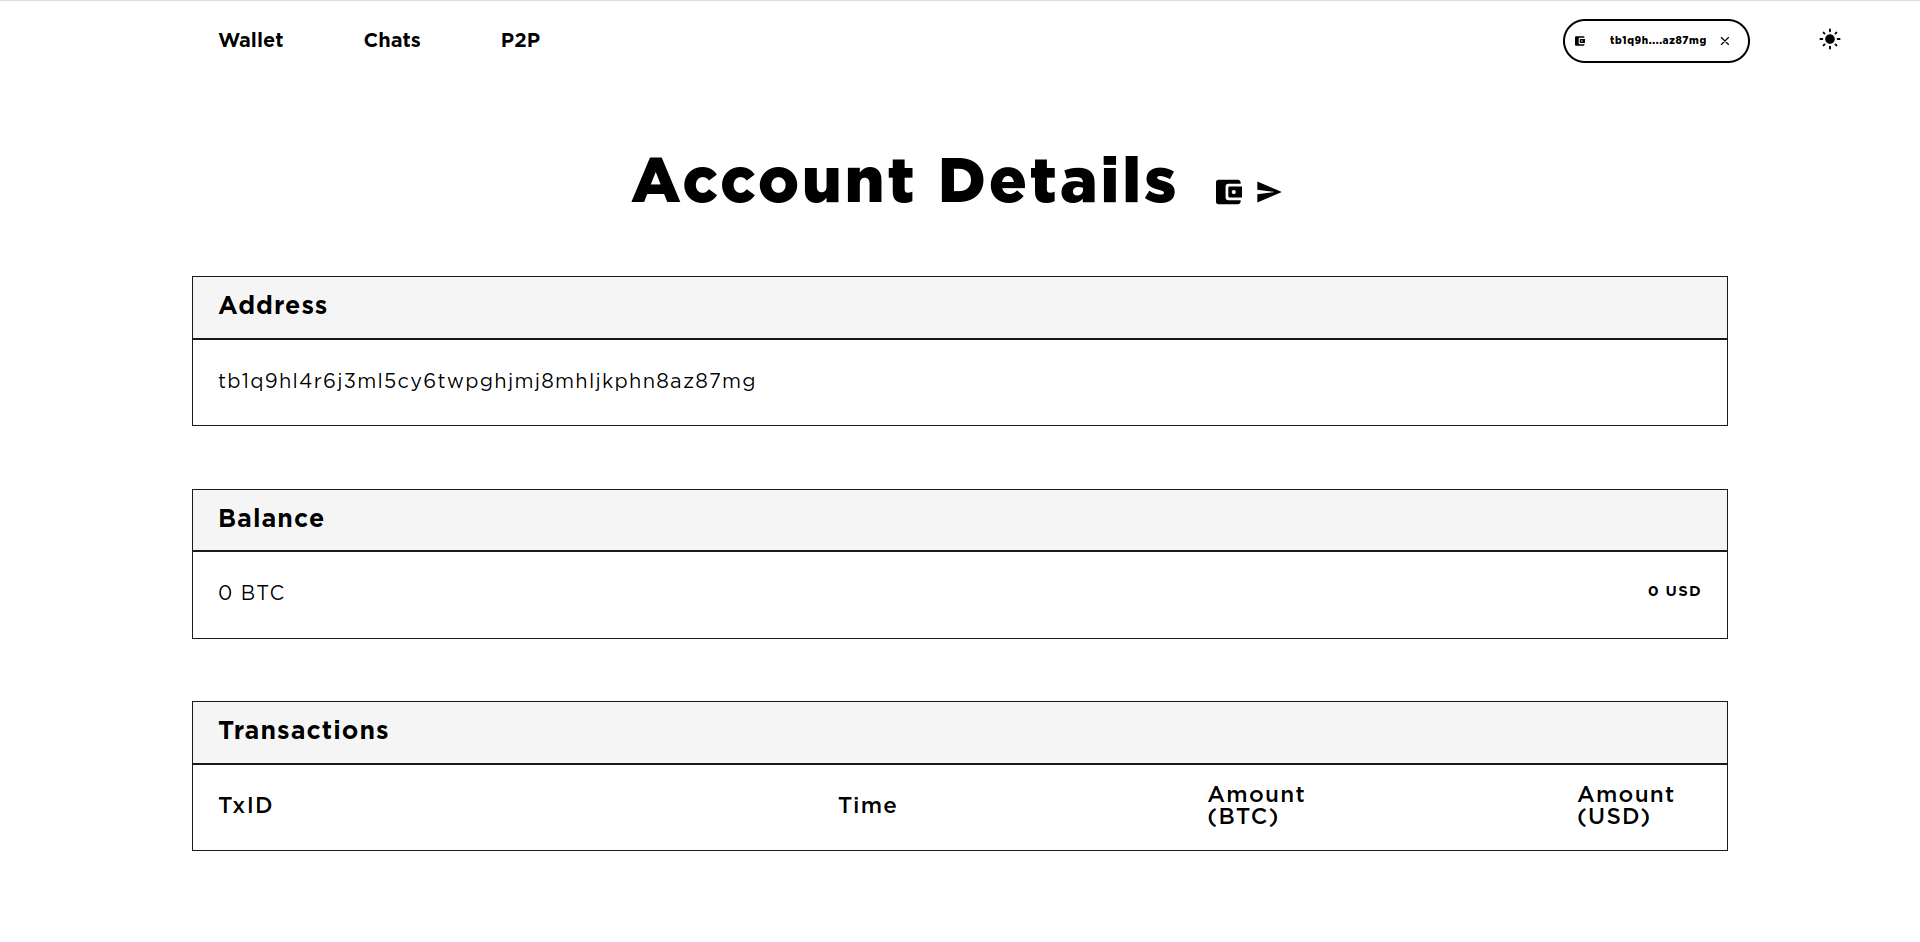 Wallet Chats P2P tb1q9h....az87mg
Account Details
Address
tb1q9hl4r6j3ml5cy6twpghjmj8mhljkphn8az87mg
Balance
0 BTC 0 USD
Transactions
TxID Time Amount (BTC) Amount (USD)